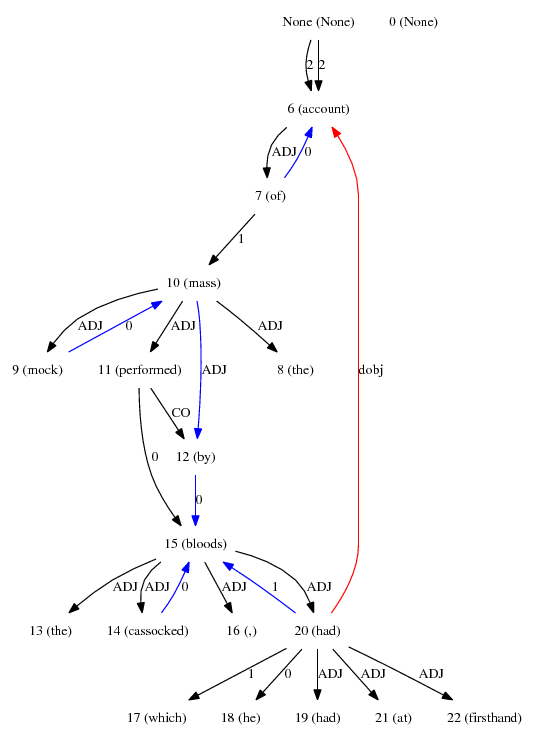 None (None) 0 (None)
2 2
6 (account)
ADJ 0
7 (of)
1
10 (mass)
ADJ 0 ADJ ADJ
9 (mock) 11 (performed) ADJ 8 (the) dobj
CO
0 12 (by)
0
15 (bloods)
ADJ ADJ 0 ADJ 1 ADJ
13 (the) 14 (cassocked) 16 (,) 20 (had)
1 0 ADJ ADJ ADJ
17 (which) 18 (he) 19 (had) 21 (at) 22 (firsthand)